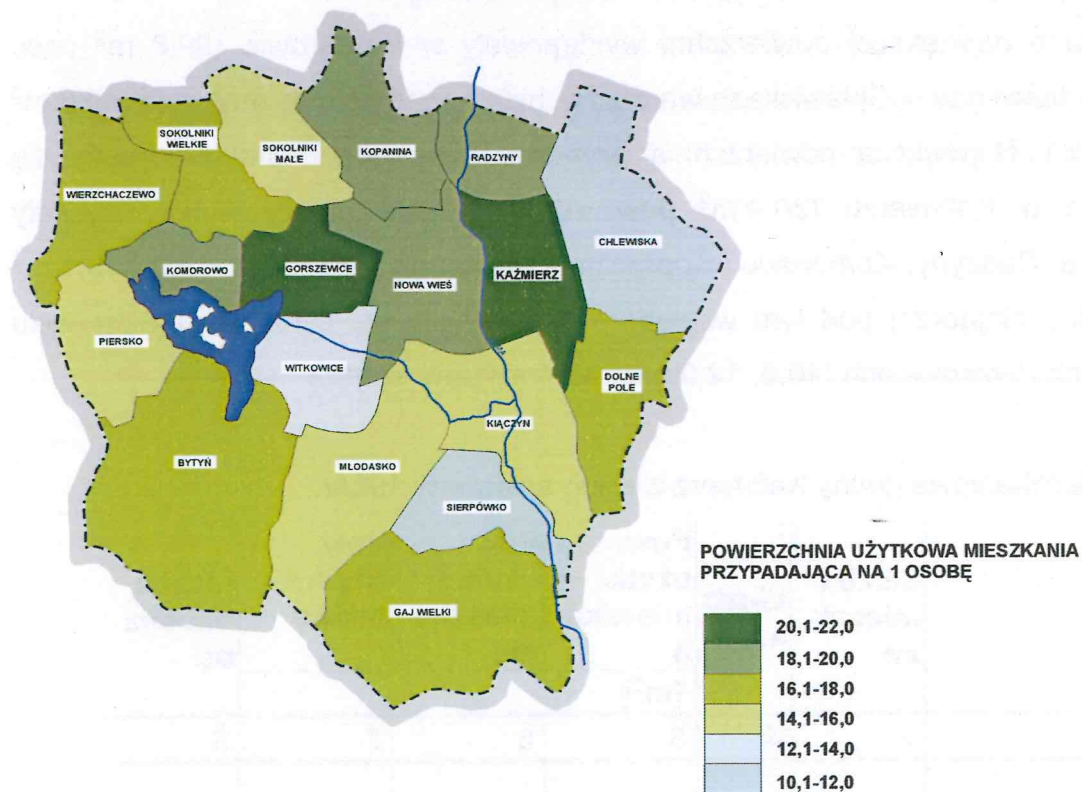 SOKOLNIKI
WIELKIE
SOKOLNIKI
MAŁE
KOPANINA
RADZYNY
WIERZCHACZEWO
CHLEWISKA
KOMOROWO
GORSZEWICE
KAŹMIERZ
NOWA WIEŚ
PIERSKO
WITKOWICE
DOLNE
POLE
KIĄCZYN
BYTYŃ
MŁODASKO
SIERPÓWKO
GAJ WIELKI
POWIERZCHNIA UŻYTKOWA MIESZKANIA
PRZYPADAJĄCA NA 1 OSOBĘ
20,1-22,0
18,1-20,0
16,1-18,0
14,1-16,0
12,1-14,0
10,1-12,0